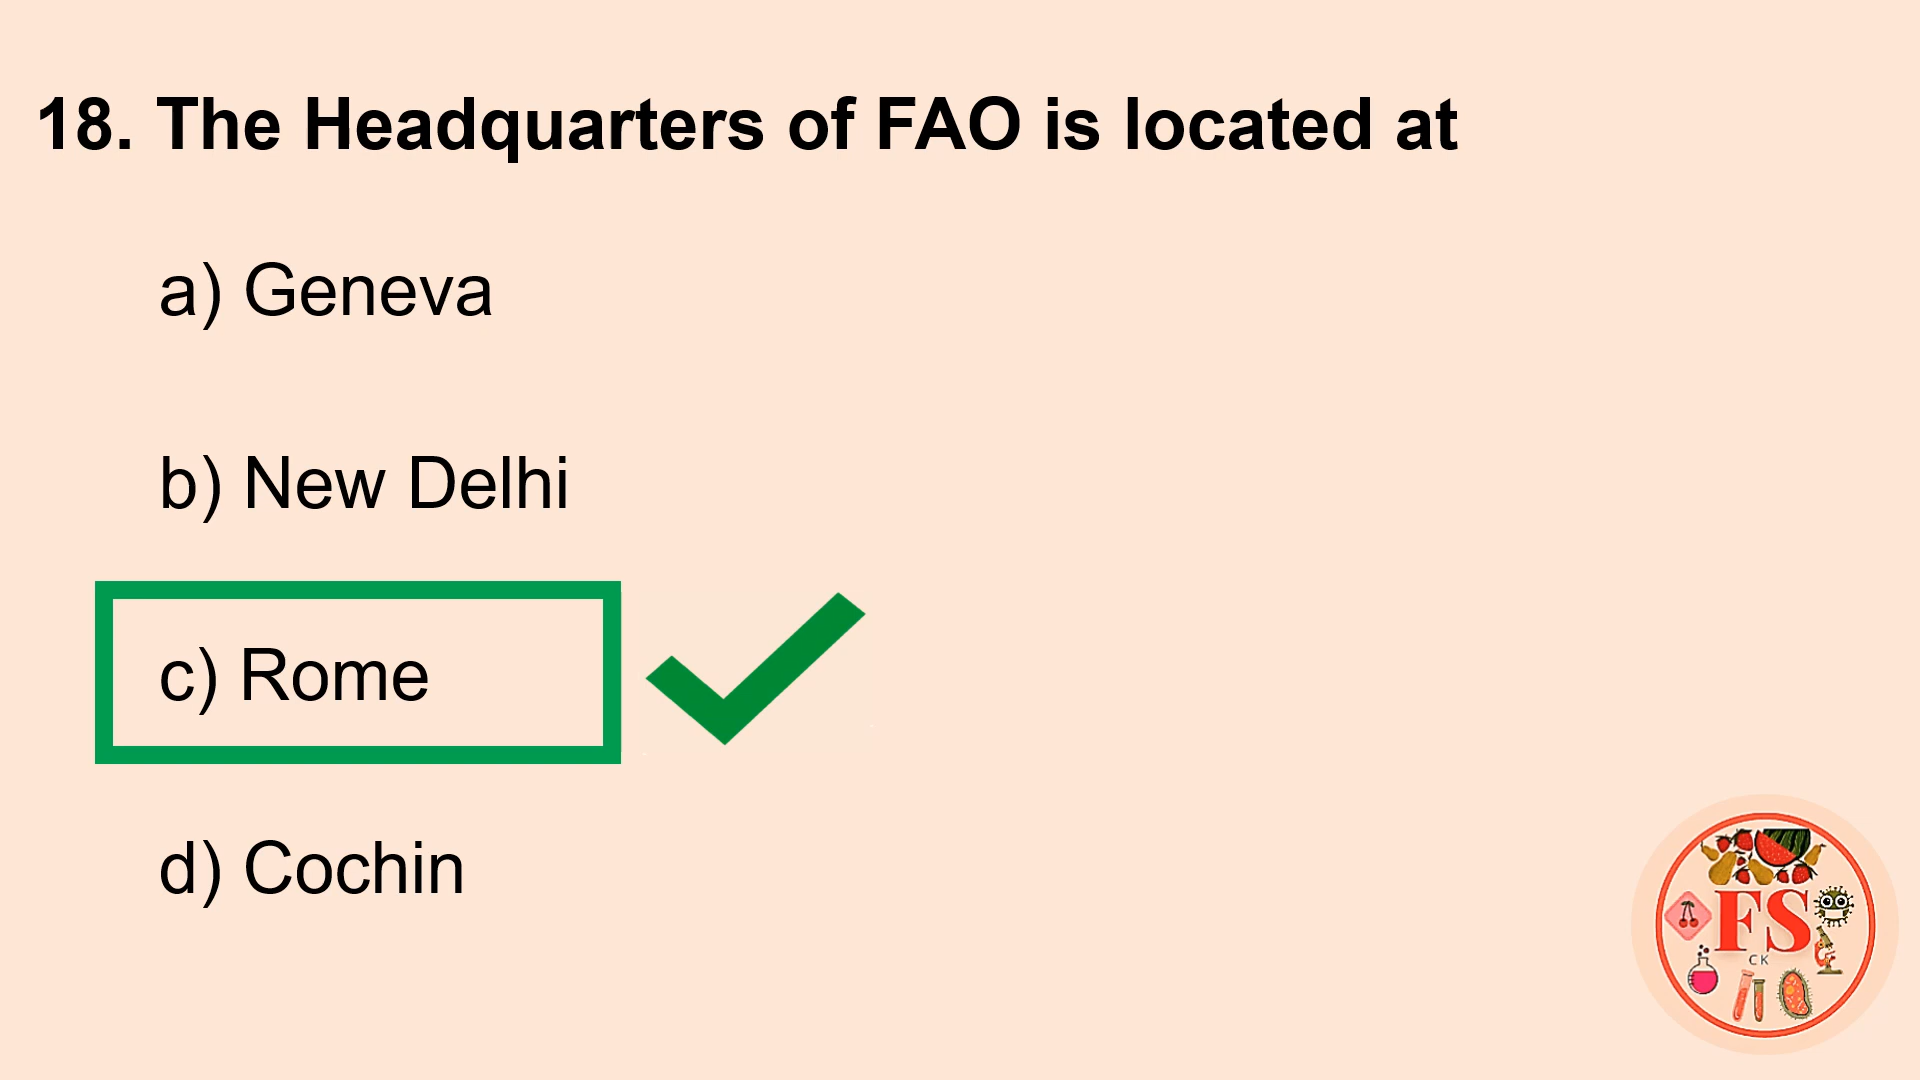 18. The Headquarters of FAO is located at
a) Geneva
b) New Delhi
c) Rome
d) Cochin
FS
CK